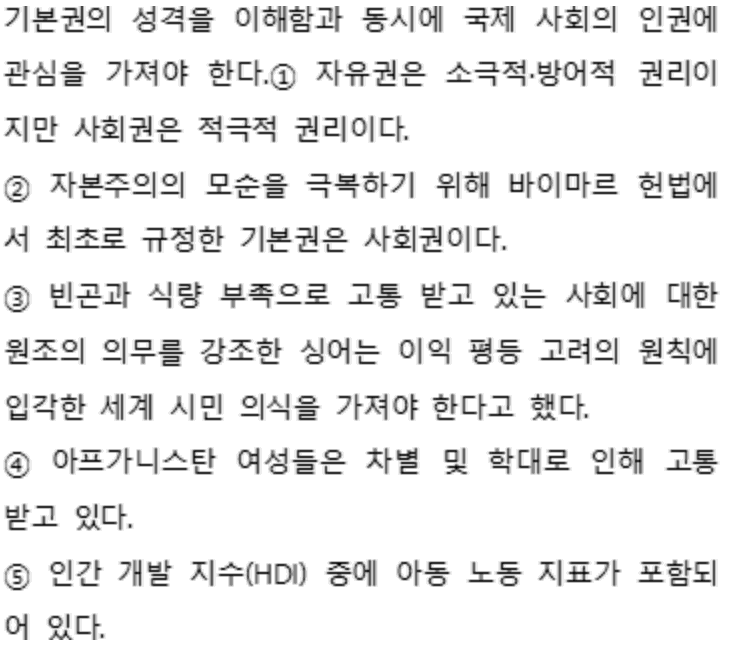 기본권의 성격을 이해함과 동시에 국제 사회의 인권에
관심을 가져야 한다.① 자유권은 소극적·방어적 권리이
지만 사회권은 적극적 권리이다.
② 자본주의의 모순을 극복하기 위해 바이마르 헌법에
서 최초로 규정한 기본권은 사회권이다.
③ 빈곤과 식량 부족으로 고통 받고 있는 사회에 대한
원조의 의무를 강조한 싱어는 이익 평등 고려의 원칙에
입각한 세계 시민 의식을 가져야 한다고 했다.
④ 아프가니스탄 여성들은 차별 및 학대로 인해 고통
받고 있다.
⑤ 인간 개발 지수(HDI) 중에 아동 노동 지표가 포함되
어 있다.